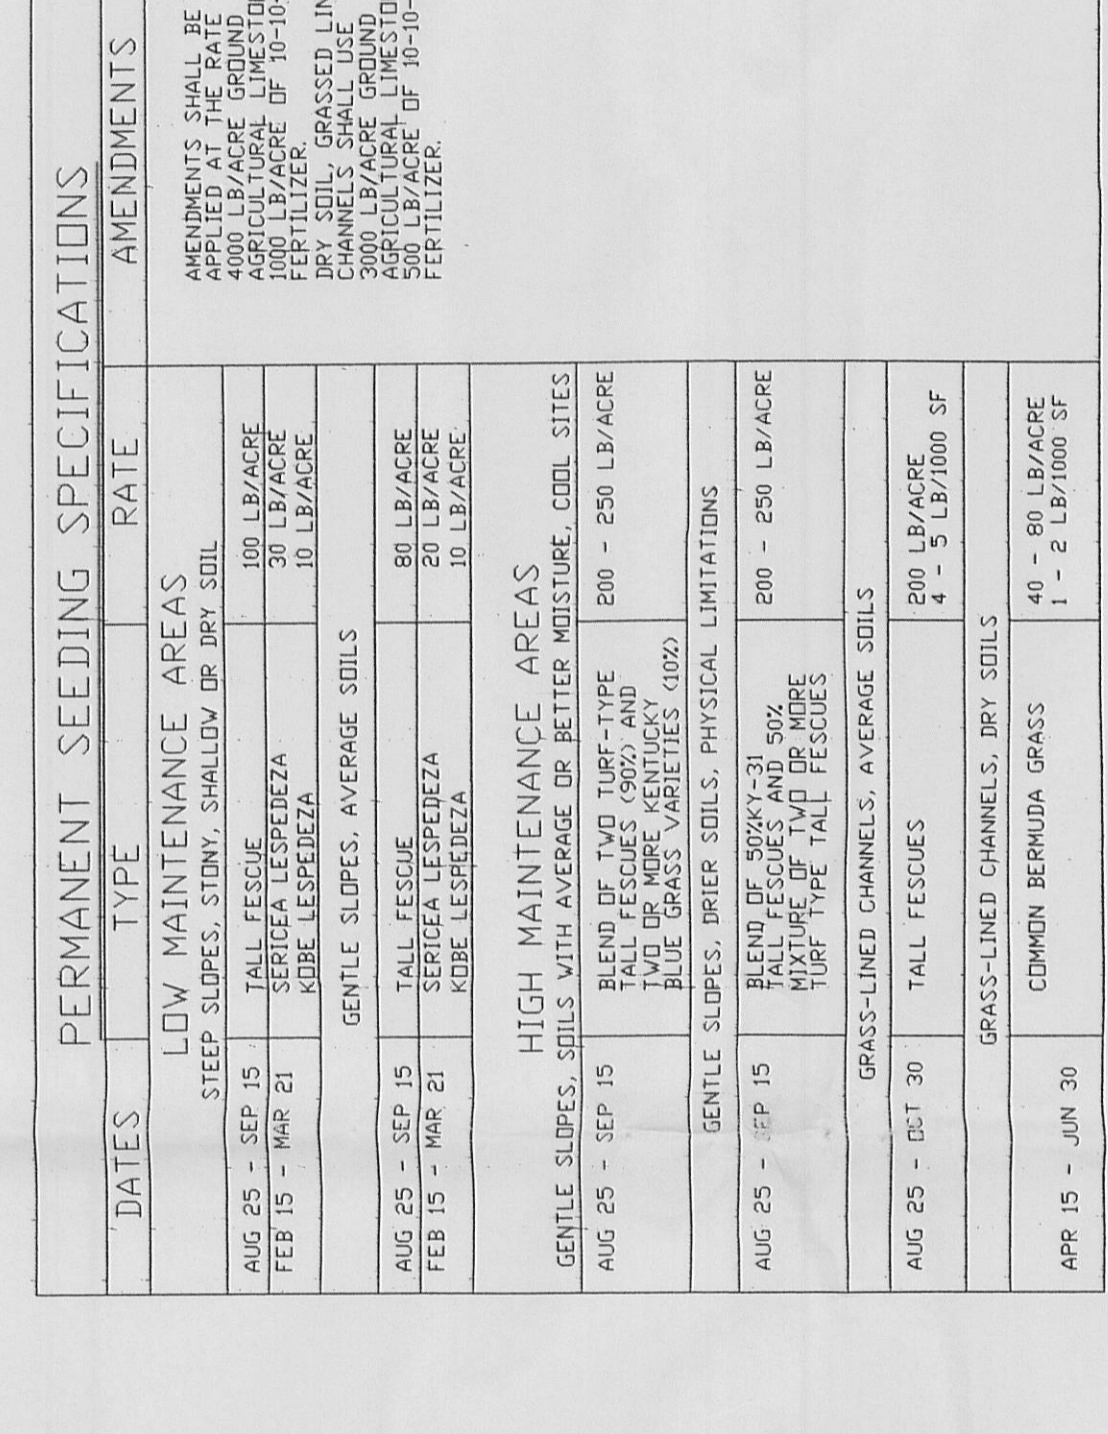 PERMANENT SEEDING SPECIFICATIONS
DATES TYPE RATE AMENDMENTS
LOW MAINTENANCE AREAS
STEEP SLOPES, STONY, SHALLOW OR DRY SOIL
AUG 25 - SEP 15 TALL FESCUE 100 LB/ACRE
FEB 15 - MAR 21 SERICEA LESPEDEZA 30 LB/ACRE
KOBE LESPEDEZA 10 LB/ACRE
GENTLE SLOPES, AVERAGE SOILS
AUG 25 - SEP 15 TALL FESCUE 80 LB/ACRE
FEB 15 - MAR 21 SERICEA LESPEDEZA 20 LB/ACRE
KOBE LESPEDEZA 10 LB/ACRE
HIGH MAINTENANCE AREAS
GENTLE SLOPES, SOILS WITH AVERAGE OR BETTER MOISTURE, COOL SITES
AUG 25 - SEP 15 BLEND OF TWO TURF-TYPE 200 - 250 LB/ACRE
TALL FESCUES (90%) AND
TWO OR MORE KENTUCKY
BLUE GRASS VARIETIES (10%)
GENTLE SLOPES, DRIER SOILS, PHYSICAL LIMITATIONS
AUG 25 - SEP 15 BLEND OF 50%KY-31 200 - 250 LB/ACRE
TALL FESCUES AND 50%
MIXTURE OF TWO OR MORE
TURF TYPE TALL FESCUES
GRASS-LINED CHANNELS, AVERAGE SOILS
AUG 25 - OCT 30 TALL FESCUES 200 LB/ACRE
4 - 5 LB/1000 SF
GRASS-LINED CHANNELS, DRY SOILS
APR 15 - JUN 30 COMMON BERMUDA GRASS 40 - 80 LB/ACRE
1 - 2 LB/1000 SF
AMENDMENTS SHALL BE
APPLIED AT THE RATE
4000 LB/ACRE GROUND
AGRICULTURAL
1000 LB/ACRE OF 10-10-
FERTILIZER.
DRY SOIL, GRASSED
CHANNELS SHALL USE
3000 LB/ACRE GROUND
AGRICULTURAL
500 LB/ACRE OF 10-10-
FERTILIZER.